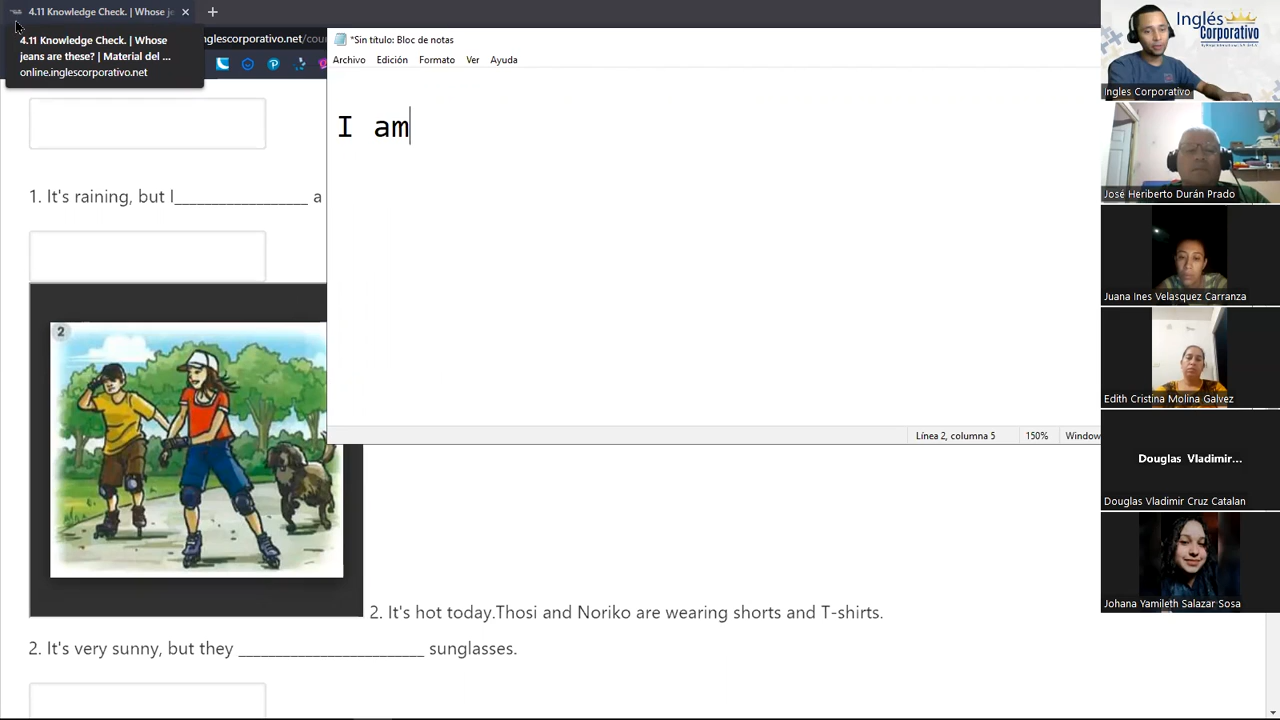 4.11 Knowledge Check. | Whose je
4.11 Knowledge Check. | Whose
jeans are these? | Material del ...
online.inglescorporativo.net
nglescorporativo.net/cou
*Sin título: Bloc de notas
Archivo Edición Formato Ver Ayuda
I am
1. It's raining, but I_________________ a
2
2. It's hot today.Thosi and Noriko are wearing shorts and T-shirts.
2. It's very sunny, but they ________________________ sunglasses.
Línea 2, columna 5 150% Window
Inglés
Corporativo
Ingles Corporativo
José Heriberto Durán Prado
Juana Ines Velasquez Carranza
Edith Cristina Molina Galvez
Douglas Vladimir...
Douglas Vladimir Cruz Catalan
Johana Yamileth Salazar Sosa